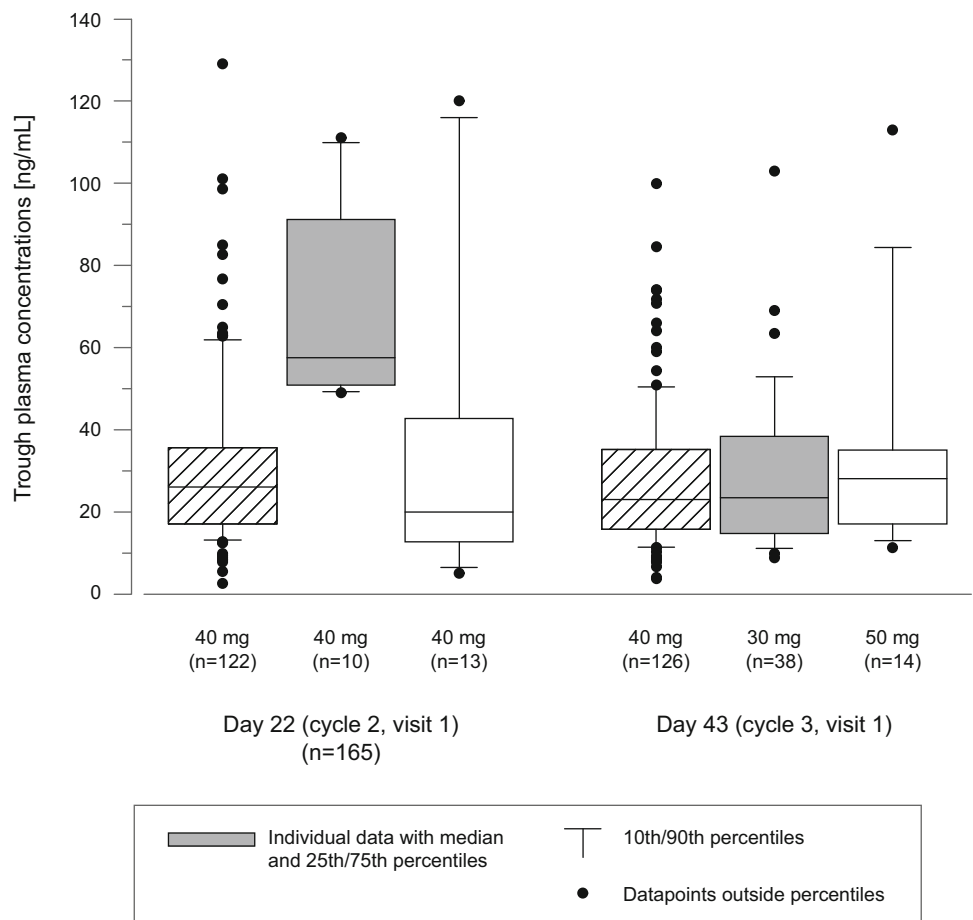 Trough plasma concentrations [ng/mL]
140
120
100
80
60
40
20
0
40 mg 40 mg 40 mg 40 mg 30 mg 50 mg
(n=122) (n=10) (n=13) (n=126) (n=38) (n=14)
Day 22 (cycle 2, visit 1) Day 43 (cycle 3, visit 1)
(n=165)
Individual data with median
and 25th/75th percentiles
10th/90th percentiles
Datapoints outside percentiles